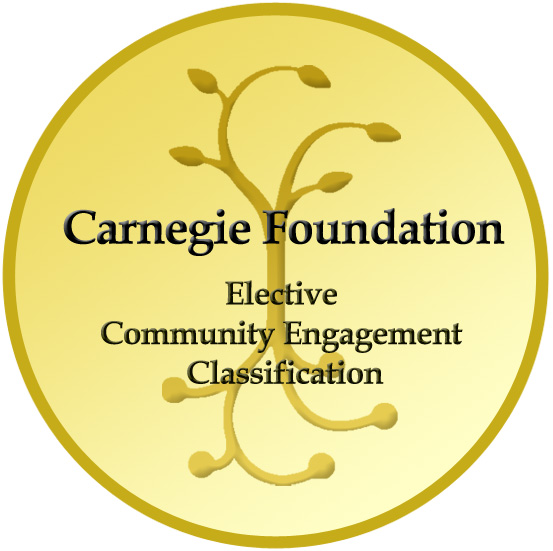 Carnegie Foundation
Elective
Community Engagement
Classification